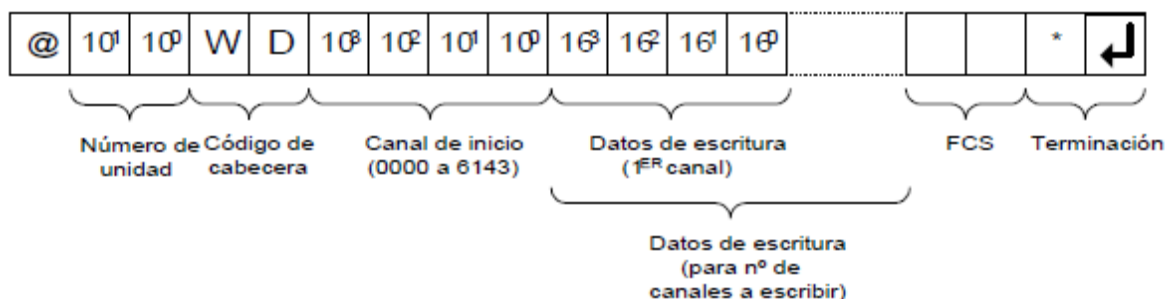 @ 10¹ 10⁰ W D 10³ 10² 10¹ 10⁰ 16³ 16² 16¹ 16⁰ * ↵
Número de unidad
Código de cabecera
Canal de inicio
(0000 a 6143)
Datos de escritura
(1ᴱᴿ canal)
FCS
Terminación
Datos de escritura
(para nº de
canales a escribir)